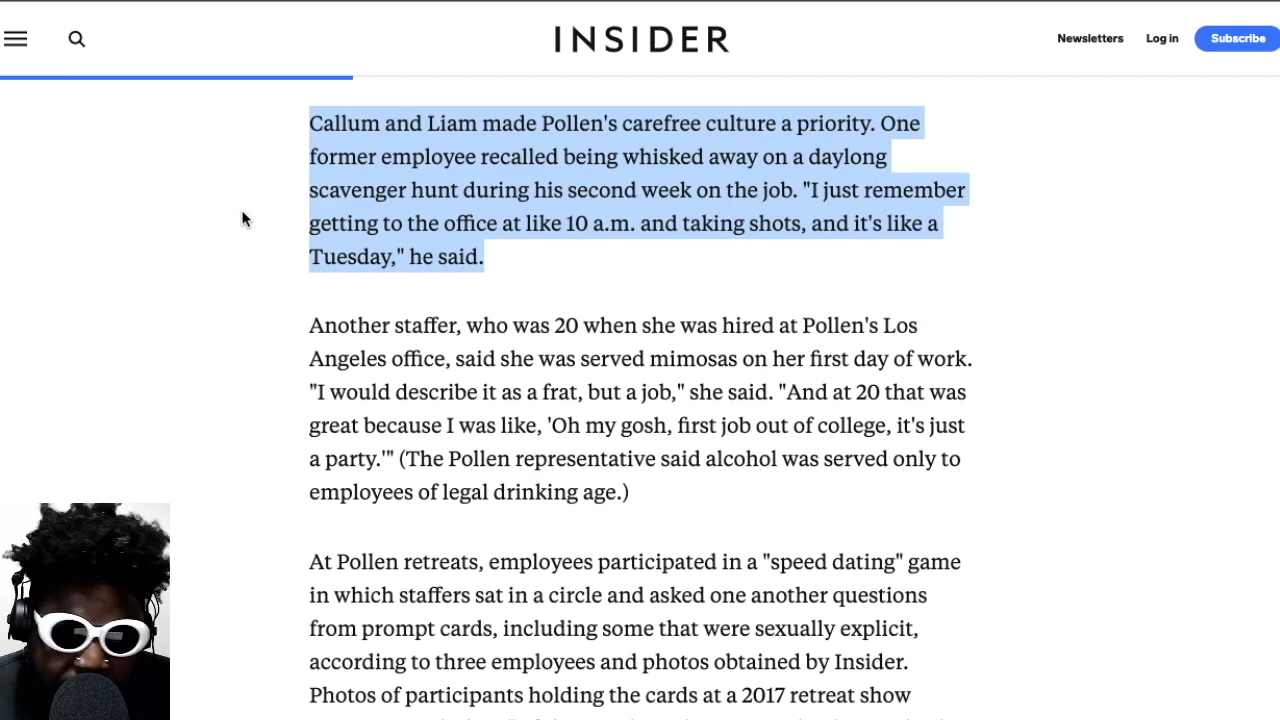 INSIDER
Newsletters
Log in
Subscribe
Callum and Liam made Pollen's carefree culture a priority. One
former employee recalled being whisked away on a daylong
scavenger hunt during his second week on the job. "I just remember
getting to the office at like 10 a.m. and taking shots, and it's like a
Tuesday," he said.
Another staffer, who was 20 when she was hired at Pollen's Los
Angeles office, said she was served mimosas on her first day of work.
"I would describe it as a frat, but a job," she said. "And at 20 that was
great because I was like, 'Oh my gosh, first job out of college, it's just
a party.'" (The Pollen representative said alcohol was served only to
employees of legal drinking age.)
At Pollen retreats, employees participated in a "speed dating" game
in which staffers sat in a circle and asked one another questions
from prompt cards, including some that were sexually explicit,
according to three employees and photos obtained by Insider.
Photos of participants holding the cards at a 2017 retreat show